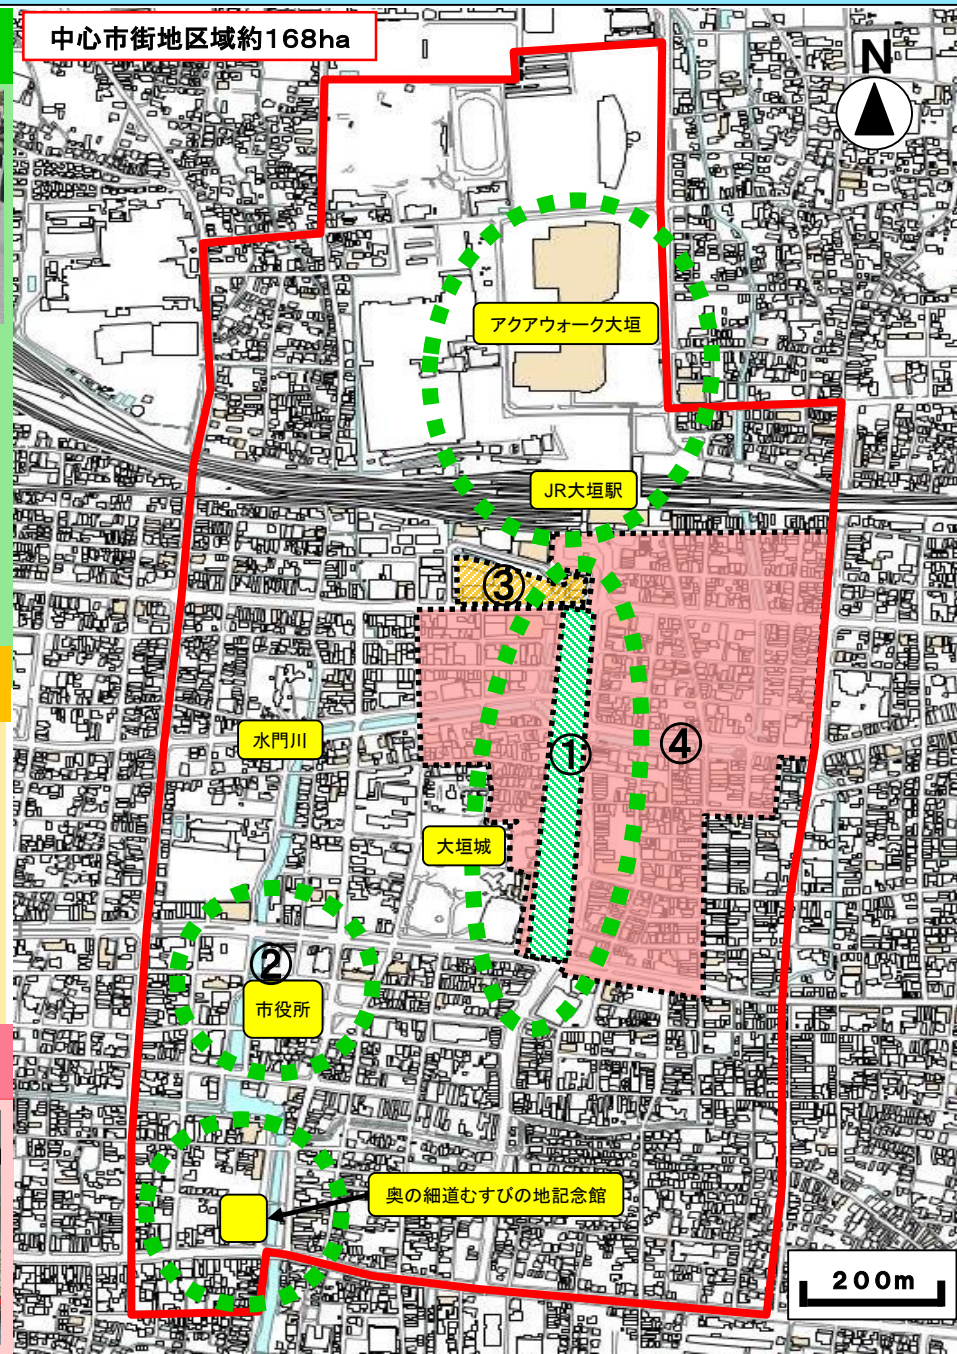 中心市街地区域約168ha
N
アクアウォーク大垣
JR大垣駅
③
水門川
①
④
大垣城
②
市役所
奥の細道むすびの地記念館
200m